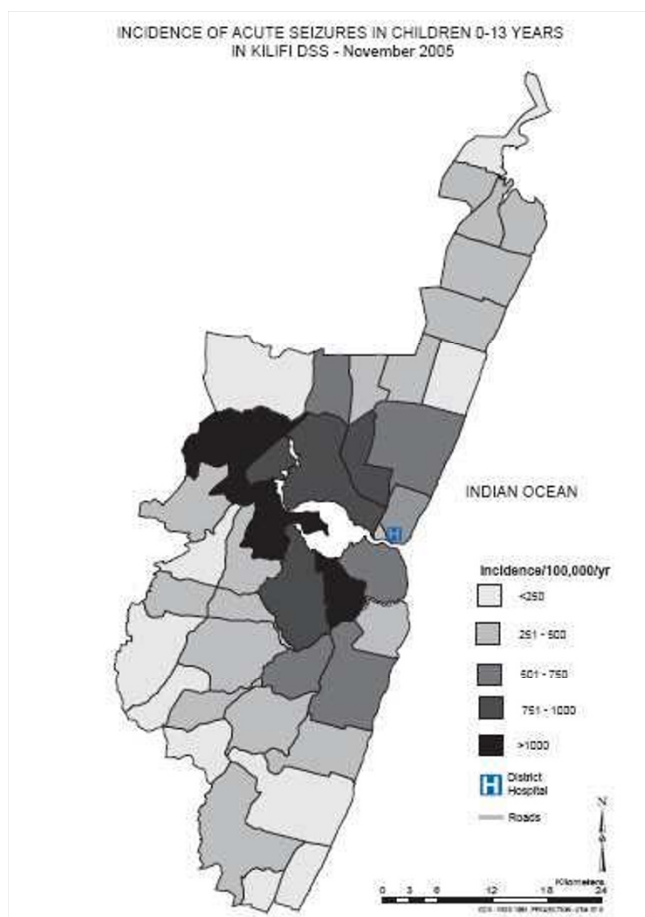 INCIDENCE OF ACUTE SEIZURES IN CHILDREN 0-13 YEARS
IN KILIFI DSS - November 2005
INDIAN OCEAN
H
Incidence/100,000/yr
<250
251 - 500
501 - 750
751 - 1000
>1000
H District
Hospital
Roads
N
Kilometers
0 3 6 12 18 24